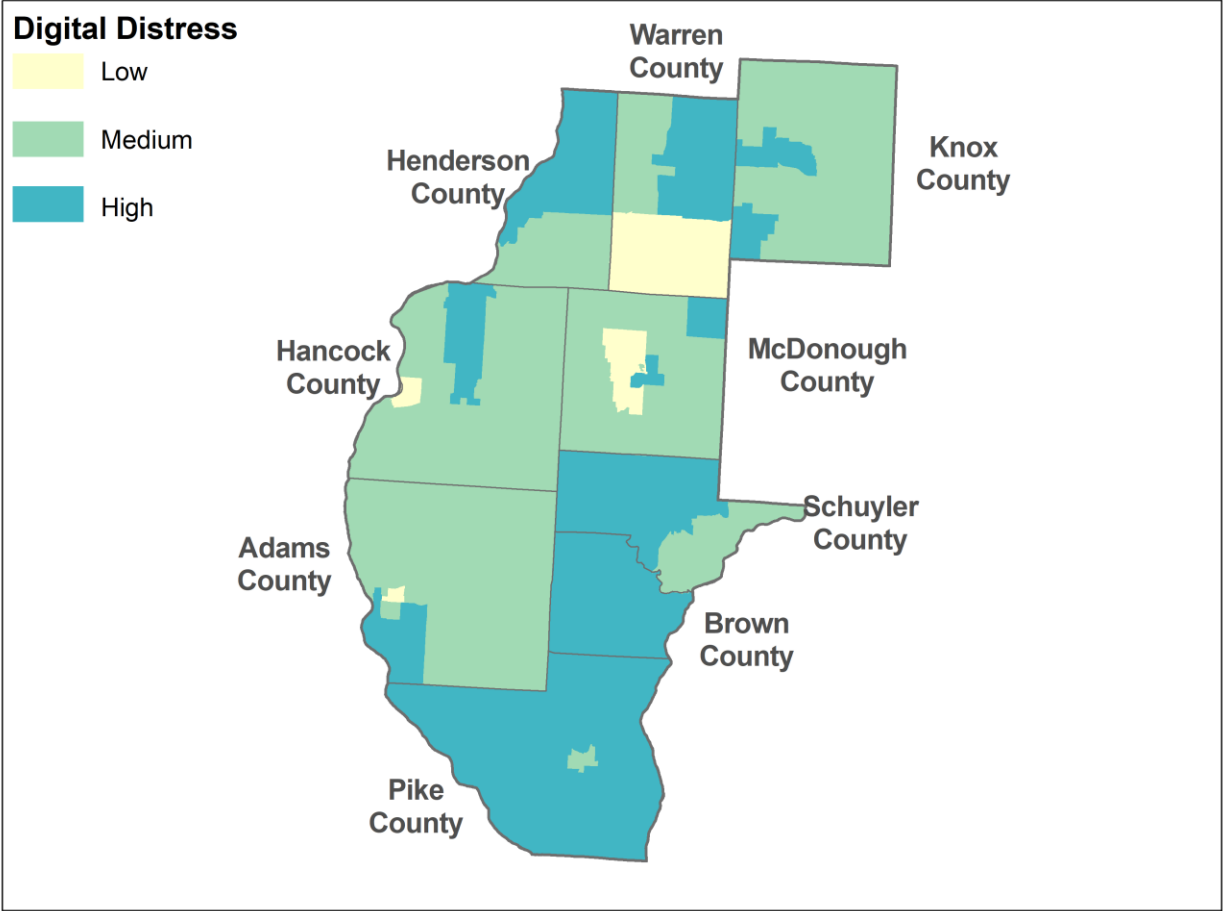 Digital Distress
Low
Medium
High
Warren
County
Knox
County
Henderson
County
Hancock
County
McDonough
County
Schuyler
County
Adams
County
Brown
County
Pike
County